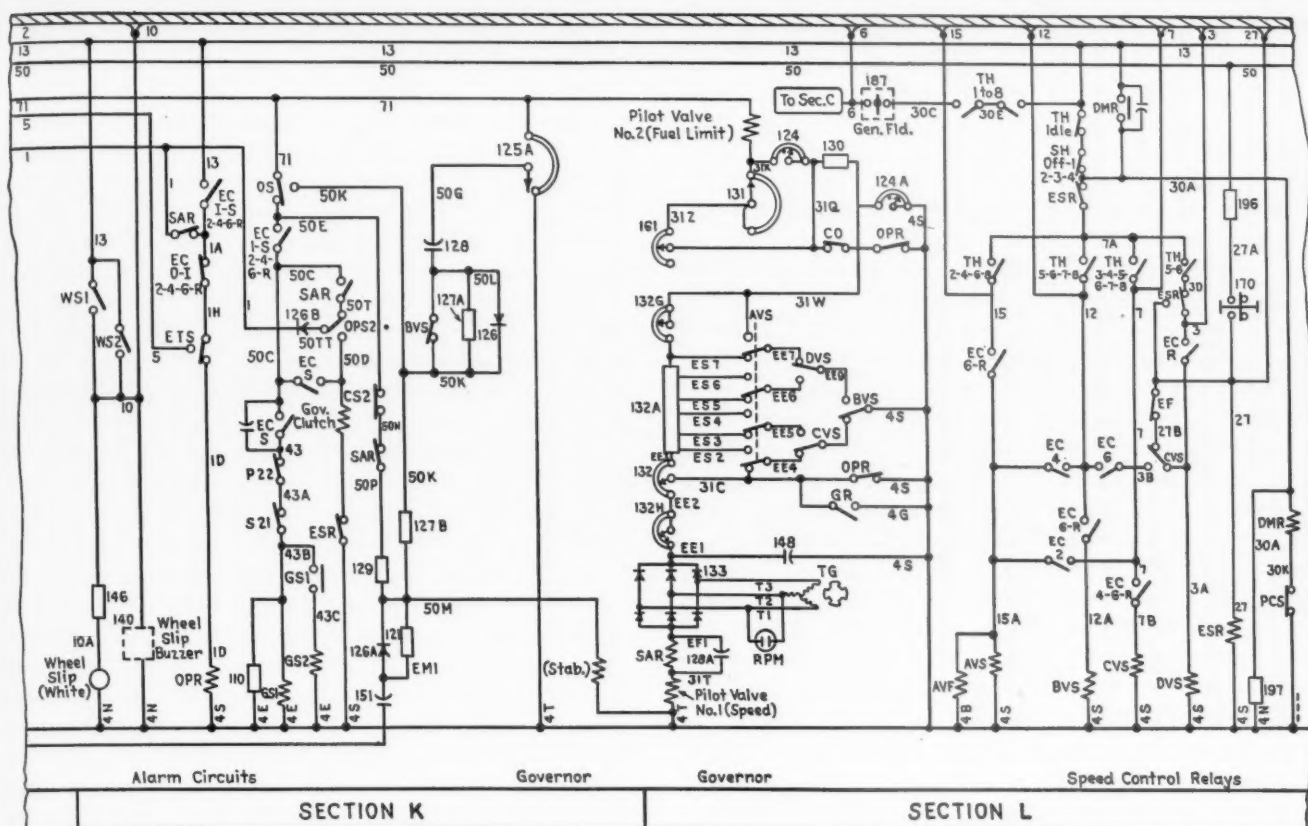 2
10
6
15
12
7
3
27
13
13
13
13
50
50
50
50
71
71
5
1
To Sec.C
6
187
Gen. Fld.
30C
TH
1to8
30E
DMR
Pilot Valve
No.2 (Fuel Limit)
TH
Idle
SH
Off-1
2-3-4
ESR
30A
13
71
125A
124
130
31K
131
124A
4S
196
1
SAR
EC
I-S
2-4-6-R
OS
50K
50G
161
31Z
31Q
CO
OPR
27A
13
1A
EC
O-I
2-4-6-R
50E
EC
1-S
2-4-
6-R
128
7A
TH
2-4-6-8
TH
5-6-7-8
TH
3-4-5
6-7-8
TH
5-6
3D
ESR
170
WS1
WS2
1
126B
50C
SAR
50T
OPS2
50TT
50L
127A
126
BVS
31W
132G
AVS
1H
ETS
5
50C
EC
S
50D
50K
ES7
EE7
DVS
15
12
7
3
EC
R
10
EC
S
Gov.
Clutch
CS2
50N
132A
ES6
EE6
EE9
BVS
4S
EC
6-R
EF
27B
ES5
ES4
EE5
CVS
43
P22
SAR
50P
ES3
ES2
EE4
EE3
132
31C
OPR
4S
EC
4
EC
6
7
3B
CVS
27
1D
43A
S21
ESR
50K
127B
EE2
132H
GR
4G
EC
6-R
DMR
30A
43B
GS1
43C
129
EE1
148
4S
EC
2
7
EC
4-6-R
7B
3A
30K
PCS
146
140
Wheel
Slip
Buzzer
50M
133
TG
T3
T2
T1
15A
12A
27
ESR
10A
Wheel
Slip
(White)
1D
OPR
110
GS1
GS2
126A
121
EM1
151
(Stab.)
SAR
EF1
128A
31T
RPM
Pilot Valve
No.1 (Speed)
AVF
AVS
BVS
CVS
DVS
197
4N
4N
4S
4E
4E
4E
4S
4T
4T
4B
4S
4S
4S
4S
4S
4N
Alarm Circuits
Governor
Governor
Speed Control Relays
SECTION K
SECTION L